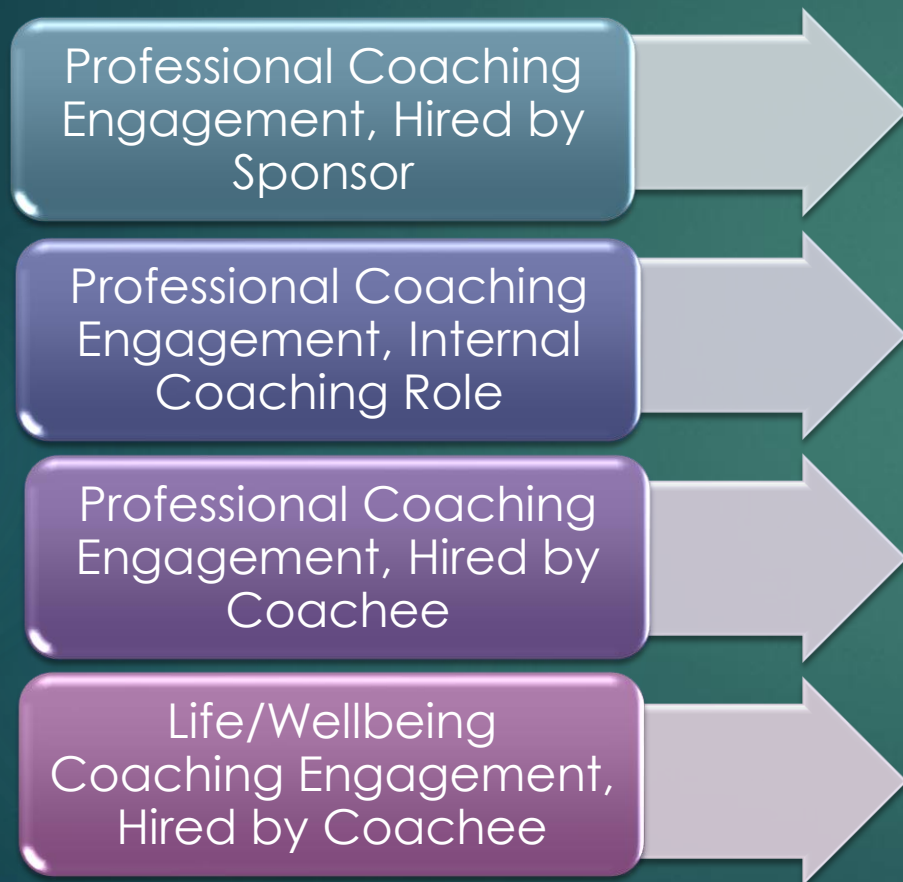 Professional Coaching
Engagement, Hired by
Sponsor
Professional Coaching
Engagement, Internal
Coaching Role
Professional Coaching
Engagement, Hired by
Coachee
Life/Wellbeing
Coaching Engagement,
Hired by Coachee